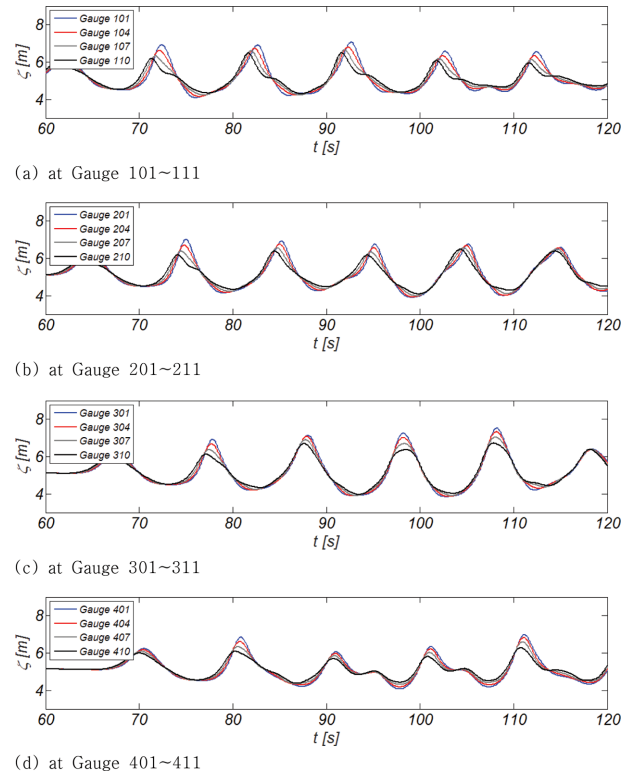 ζ [m]
8
6
4
Gauge 101
Gauge 104
Gauge 107
Gauge 110
60 70 80 90 100 110 120
t [s]
(a) at Gauge 101~111
ζ [m]
8
6
4
Gauge 201
Gauge 204
Gauge 207
Gauge 210
60 70 80 90 100 110 120
t [s]
(b) at Gauge 201~211
ζ [m]
8
6
4
Gauge 301
Gauge 304
Gauge 307
Gauge 310
60 70 80 90 100 110 120
t [s]
(c) at Gauge 301~311
ζ [m]
8
6
4
Gauge 401
Gauge 404
Gauge 407
Gauge 410
60 70 80 90 100 110 120
t [s]
(d) at Gauge 401~411